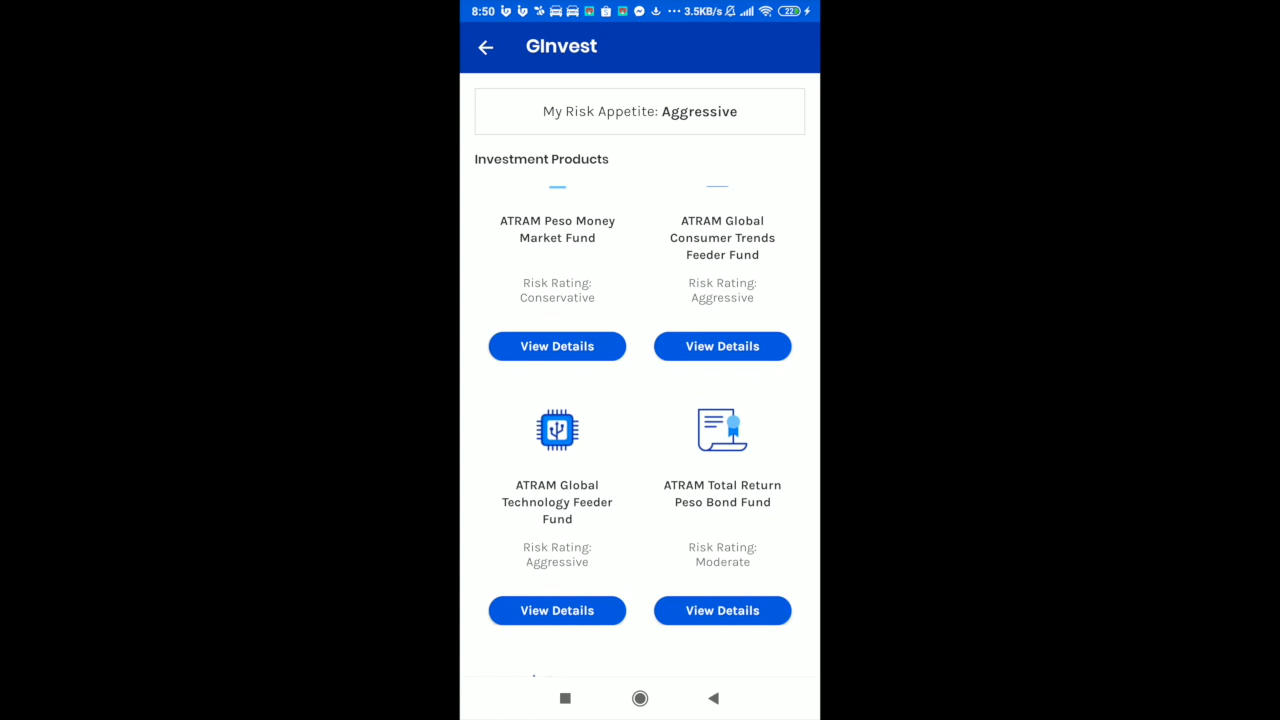 8:50 3.5KB/s 22
GInvest
My Risk Appetite: Aggressive
Investment Products
ATRAM Peso Money
Market Fund
Risk Rating:
Conservative
View Details
ATRAM Global
Consumer Trends
Feeder Fund
Risk Rating:
Aggressive
View Details
ATRAM Global
Technology Feeder
Fund
Risk Rating:
Aggressive
View Details
ATRAM Total Return
Peso Bond Fund
Risk Rating:
Moderate
View Details